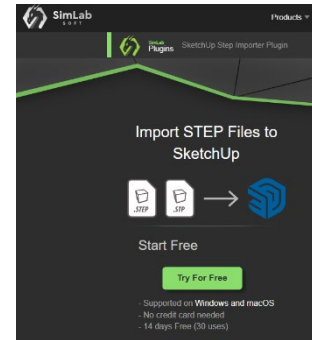 SimLab
SOFT
Products
SimLab
Plugins
SketchUp Step Importer Plugin
Import STEP Files to
SketchUp
.STEP
.STP
Start Free
Try For Free
- Supported on Windows and macOS
- No credit card needed
- 14 days Free (30 uses)